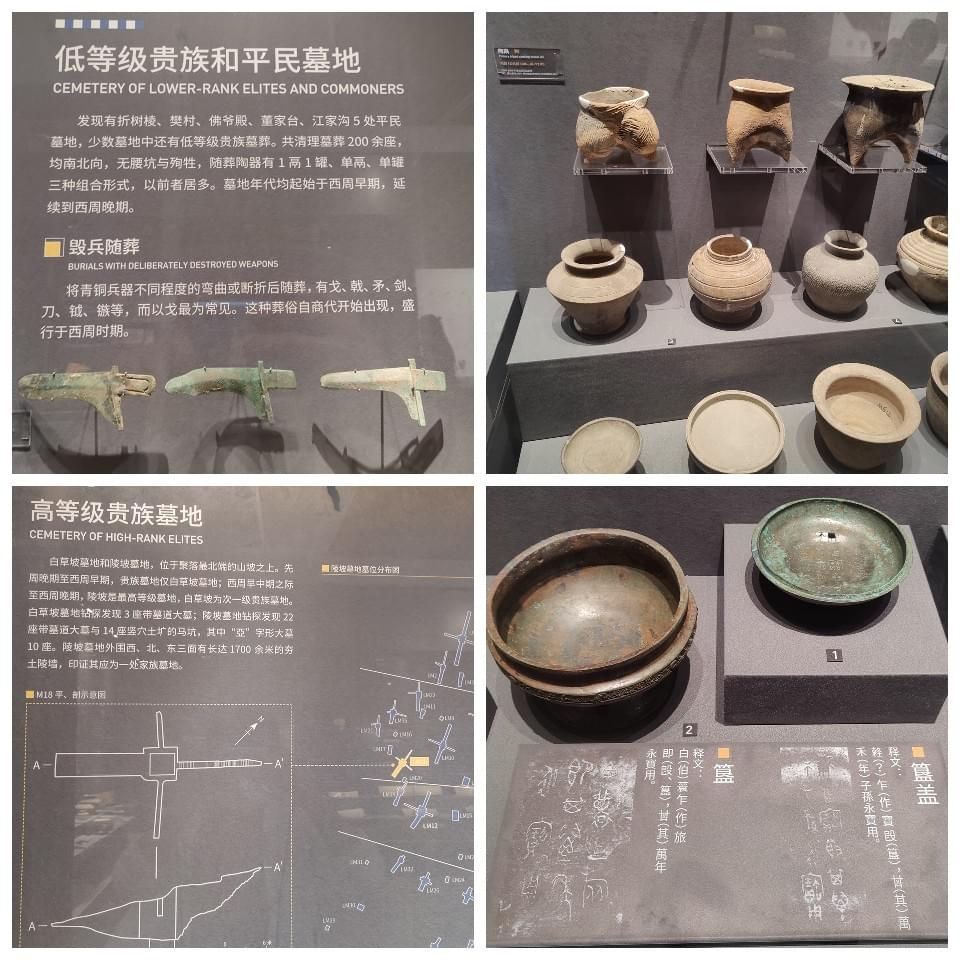 低等级贵族和平民墓地
CEMETERY OF LOWER-RANK ELITES AND COMMONERS
发现有折树棱、樊村、佛爷殿、董家台、江家沟 5 处平民
墓地，少数墓地中还有低等级贵族墓葬。共清理墓葬 200 余座，
均南北向，无腰坑与殉牲，随葬陶器有 1 鬲 1 罐、单鬲、单罐
三种组合形式，以前者居多。墓地年代均起始于西周早期，延
续到西周晚期。
毁兵随葬
BURIALS WITH DELIBERATELY DESTROYED WEAPONS
将青铜兵器不同程度的弯曲或断折后随葬，有戈、戟、矛、剑、
刀、钺、镞等，而以戈最为常见。这种葬俗自商代开始出现，盛
行于西周时期。
高等级贵族墓地
CEMETERY OF HIGH-RANK ELITES
白草坡墓地和陵坡墓地，位于聚落最北端的山坡之上。先
周晚期至西周早期，贵族墓地仅白草坡墓地；西周早中期之际
至西周晚期，陵坡是最高等级墓地，白草坡为次一级贵族墓地。
白草坡墓地钻探发现 3 座带墓道大墓；陵坡墓地钻探发现 22
座带墓道大墓与 14 座竖穴土圹的马坑，其中“亞”字形大墓
10 座。陵坡墓地外围西、北、东三面有长达 1700 余米的夯
土陵墙，印证其应为一处家族墓地。
M18 平、剖示意图
N
A
A'
A
A'
陵坡墓地墓位分布图
LM12
1
2
簋盖
释文：
乍(作)寶𣪘(簋)，其(其)萬
禾(年)子孫永寶用。
簋
释文：
白(伯)
乍(作)旅
𣪘(簋)，其(其)萬年
永寶用。